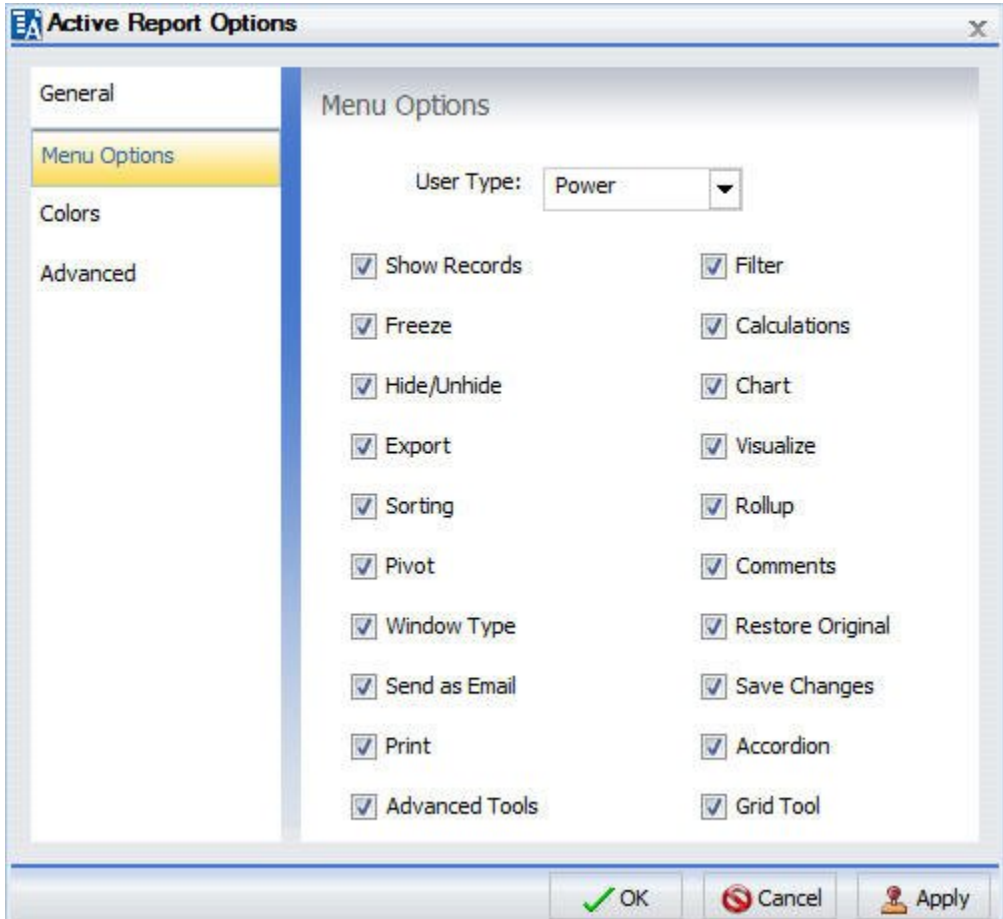 Active Report Options
General
Menu Options
Colors
Advanced
Menu Options
User Type: Power
Show Records
Filter
Freeze
Calculations
Hide/Unhide
Chart
Export
Visualize
Sorting
Rollup
Pivot
Comments
Window Type
Restore Original
Send as Email
Save Changes
Print
Accordion
Advanced Tools
Grid Tool
OK
Cancel
Apply